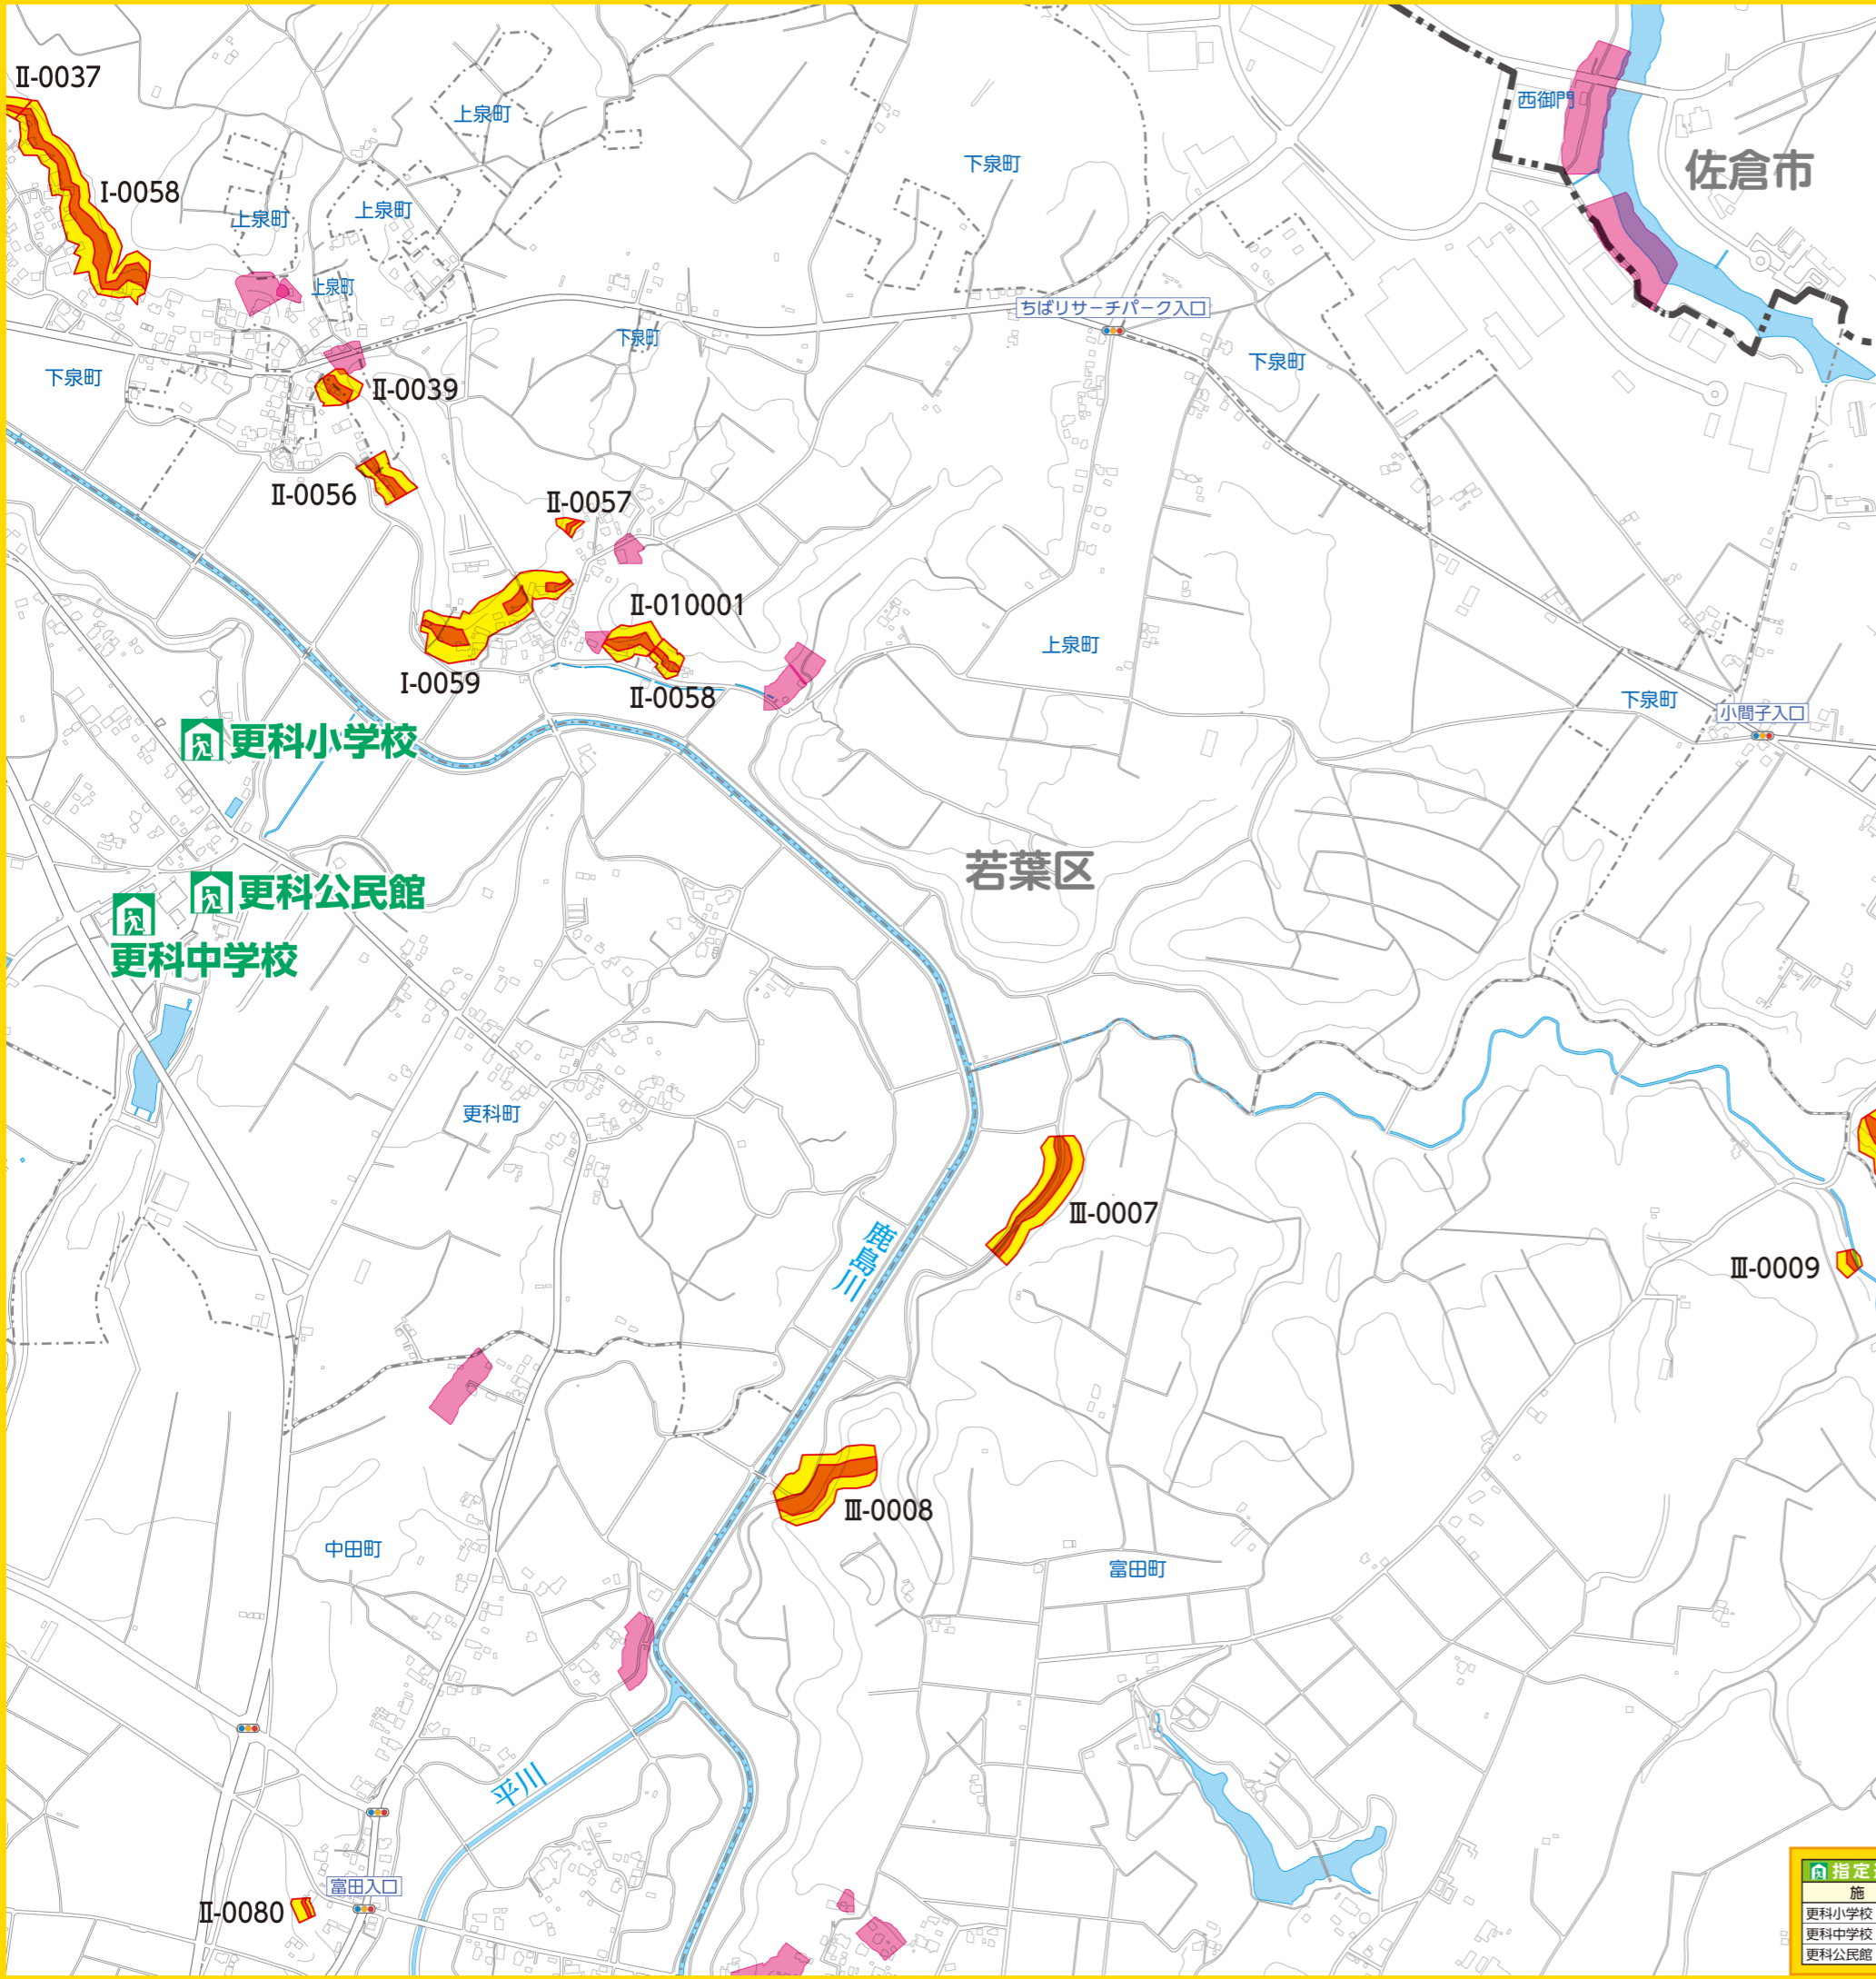 Ⅱ-0037
上泉町
西御門
下泉町
佐倉市
Ⅰ-0058
上泉町
上泉町
上泉町
ちばリサーチパーク入口
下泉町
下泉町
下泉町
Ⅱ-0039
Ⅱ-0056
Ⅱ-0057
Ⅱ-010001
上泉町
Ⅰ-0059
Ⅱ-0058
下泉町
小間子入口
更科小学校
若葉区
更科公民館
更科中学校
更科町
Ⅲ-0007
鹿島川
Ⅲ-0009
Ⅲ-0008
中田町
富田町
平川
富田入口
Ⅱ-0080
指定
施
更科小学校
更科中学校
更科公民館